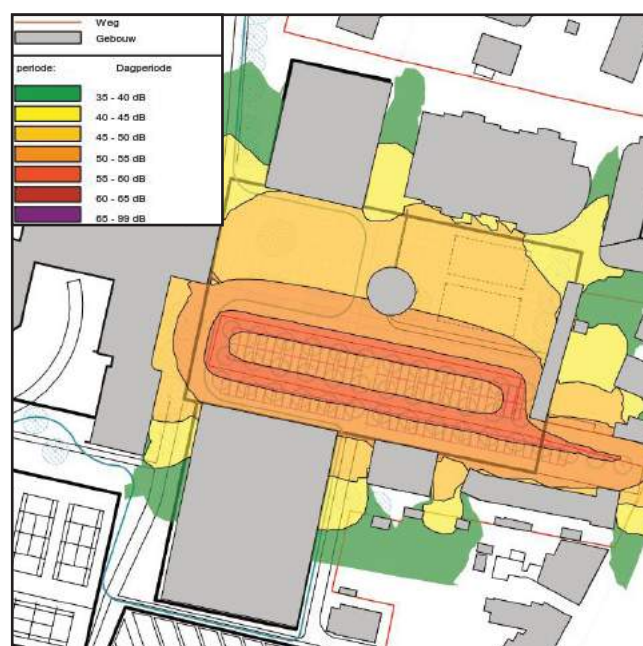 Weg
Gebouw
periode: Dagperiode
35 - 40 dB
40 - 45 dB
45 - 50 dB
50 - 55 dB
55 - 60 dB
60 - 65 dB
65 - 99 dB